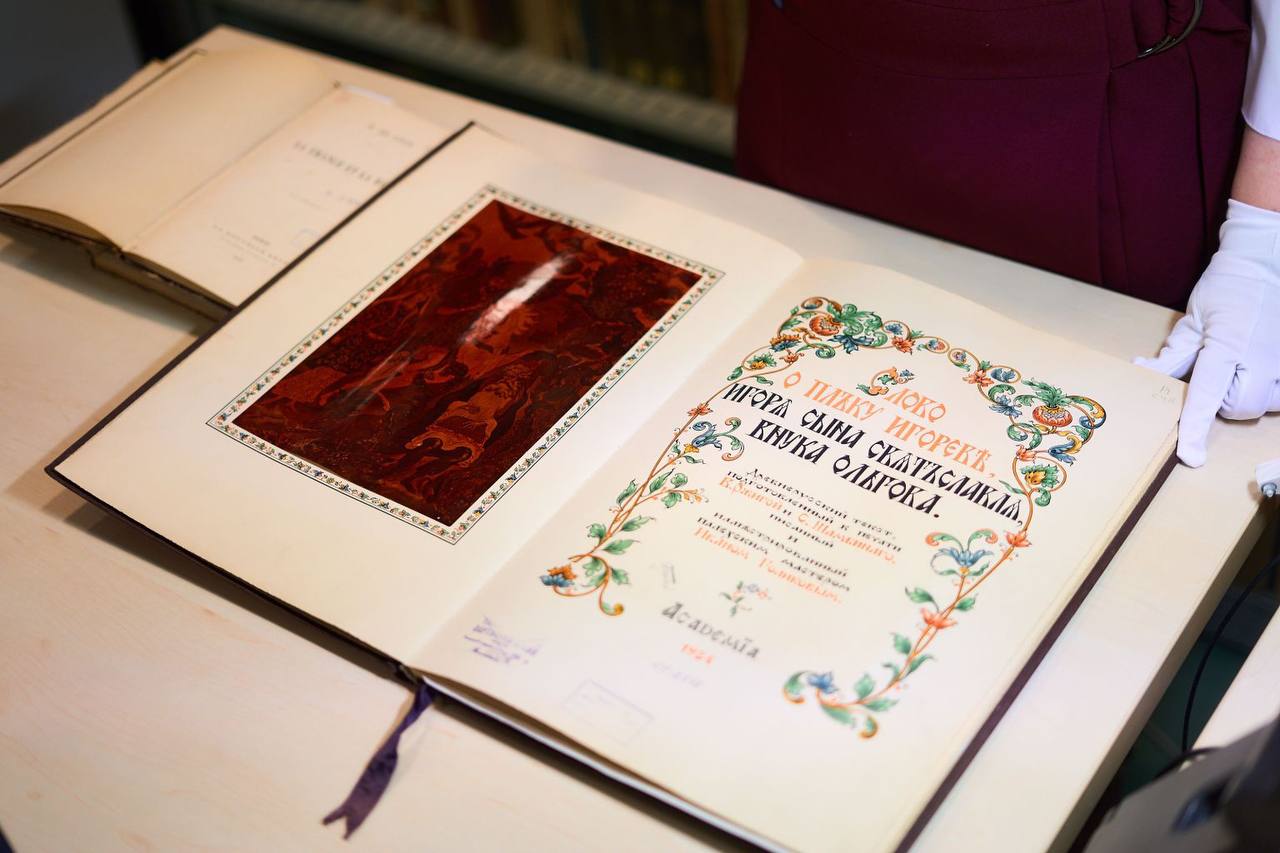 СЛОВО
О ПЛЪКУ ИГОРЕВѢ,
ИГОРЯ СЫНА СВЯТЪСЛАВЛЯ,
ВНУКА ОЛЬГОВА.
Древнерусский текст,
подготовленный к печати
В. Ржигой и С. Шамбинаго,
писанный
и
иллюстрированный
палехским мастером
Иваном Голиковым.
Academia
1934